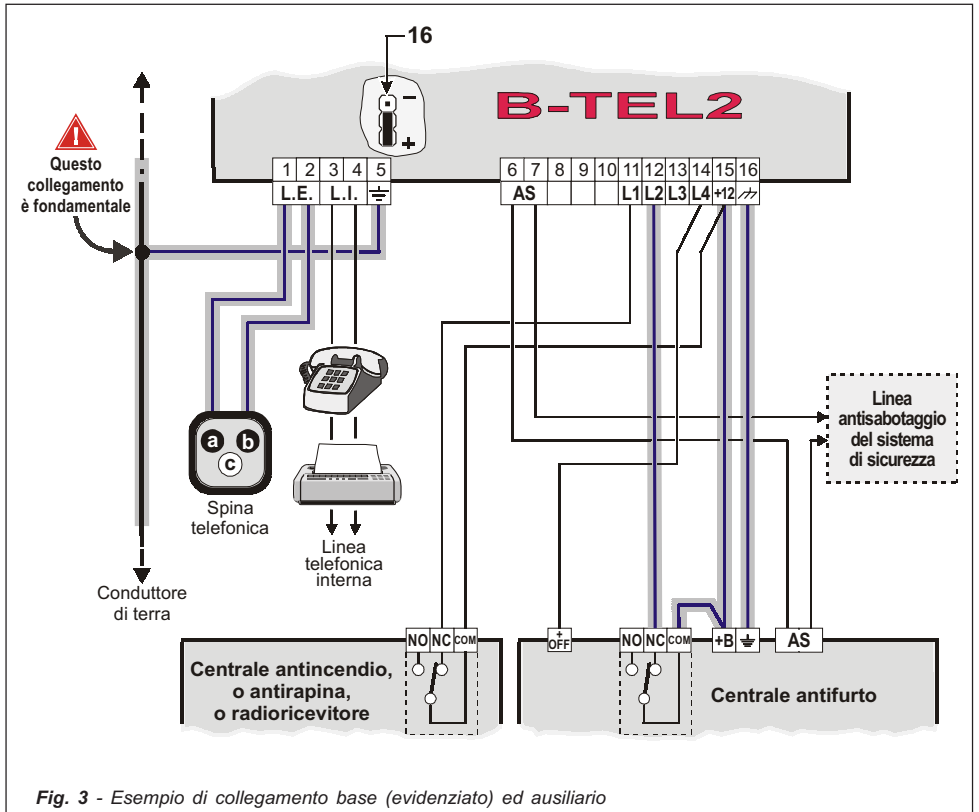 16
B-TEL2
−
+
Questo
collegamento
è fondamentale
1 2 3 4 5
L.E. L.I.
6 7 8 9 10 11 12 13 14 15 16
AS L1 L2 L3 L4 +12
a b
c
Spina
telefonica
Linea
telefonica
interna
Conduttore
di terra
Linea
antisabotaggio
del sistema
di sicurezza
NO NC COM
Centrale antincendio,
o antirapina,
o radioricevitore
+
OFF
NO NC COM +B AS
Centrale antifurto
Fig. 3 - Esempio di collegamento base (evidenziato) ed ausiliario